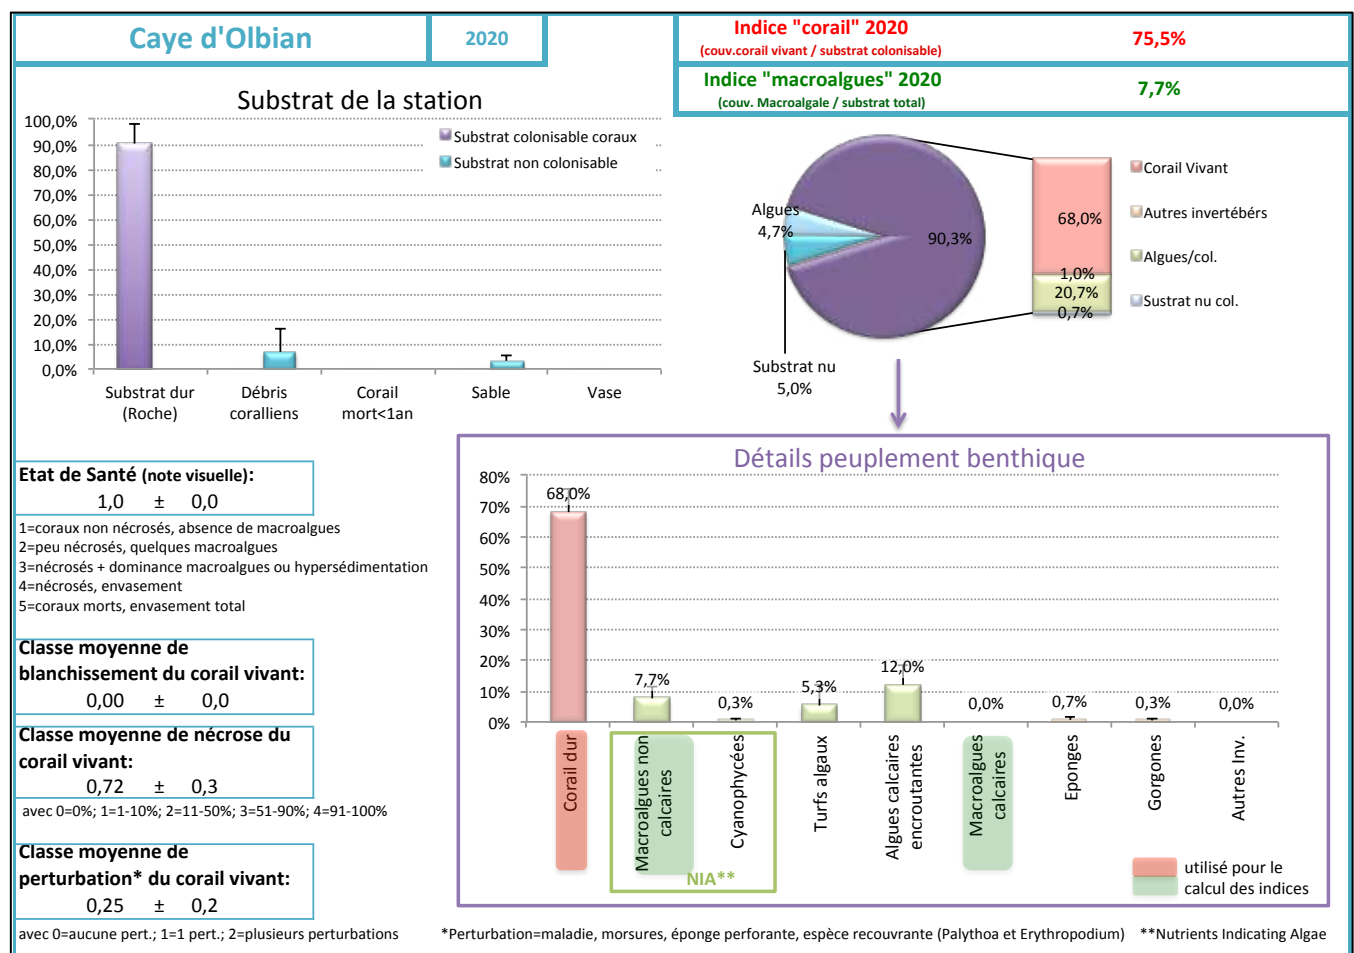 Caye d'Olbian
2020
Indice "corail" 2020
(couv.corail vivant / substrat colonisable)
75,5%
Indice "macroalgues" 2020
(couv. Macroalgale / substrat total)
7,7%
Substrat de la station
100,0%
90,0%
80,0%
70,0%
60,0%
50,0%
40,0%
30,0%
20,0%
10,0%
0,0%
Substrat colonisable coraux
Substrat non colonisable
Substrat dur (Roche)
Débris coralliens
Corail mort<1an
Sable
Vase
Algues
4,7%
90,3%
Substrat nu
5,0%
68,0%
1,0%
20,7%
0,7%
Corail Vivant
Autres invertébérs
Algues/col.
Sustrat nu col.
Etat de Santé (note visuelle):
1,0 ± 0,0
1=coraux non nécrosés, absence de macroalgues
2=peu nécrosés, quelques macroalgues
3=nécrosés + dominance macroalgues ou hypersédimentation
4=nécrosés, envasement
5=coraux morts, envasement total
Classe moyenne de
blanchissement du corail vivant:
0,00 ± 0,0
Classe moyenne de nécrose du
corail vivant:
0,72 ± 0,3
avec 0=0%; 1=1-10%; 2=11-50%; 3=51-90%; 4=91-100%
Classe moyenne de
perturbation* du corail vivant:
0,25 ± 0,2
avec 0=aucune pert.; 1=1 pert.; 2=plusieurs perturbations
Détails peuplement benthique
80%
70%
60%
50%
40%
30%
20%
10%
0%
68,0%
7,7%
0,3%
5,3%
12,0%
0,0%
0,7%
0,3%
0,0%
Corail dur
Macroalgues non calcaires
Cyanophycées
Turfs algaux
Algues calcaires encroutantes
Macroalgues calcaires
Eponges
Gorgones
Autres Inv.
NIA**
utilisé pour le
calcul des indices
*Perturbation=maladie, morsures, éponge perforante, espèce recouvrante (Palythoa et Erythropodium) **Nutrients Indicating Algae